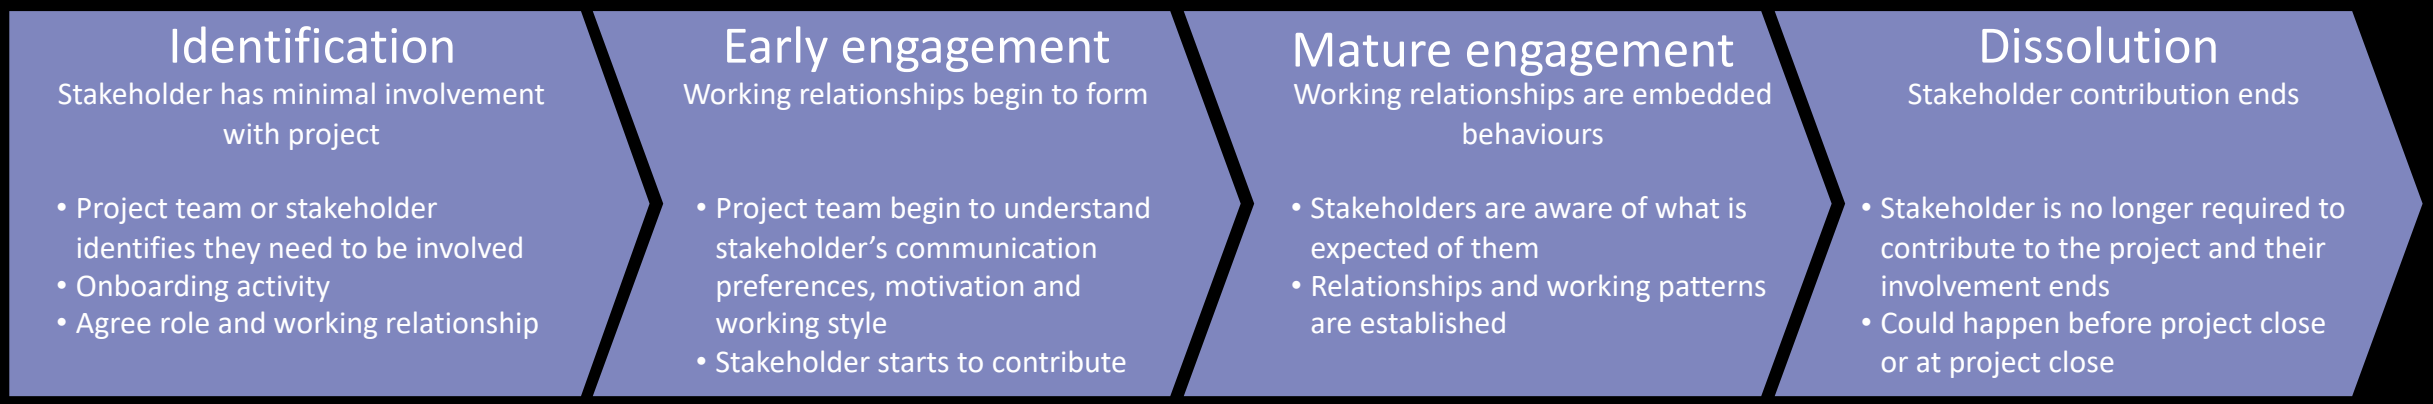 Identification
Stakeholder has minimal involvement
with project
• Project team or stakeholder
identifies they need to be involved
• Onboarding activity
• Agree role and working relationship
Early engagement
Working relationships begin to form
• Project team begin to understand
stakeholder’s communication
preferences, motivation and
working style
• Stakeholder starts to contribute
Mature engagement
Working relationships are embedded
behaviours
• Stakeholders are aware of what is
expected of them
• Relationships and working patterns
are established
Dissolution
Stakeholder contribution ends
• Stakeholder is no longer required to
contribute to the project and their
involvement ends
• Could happen before project close
or at project close